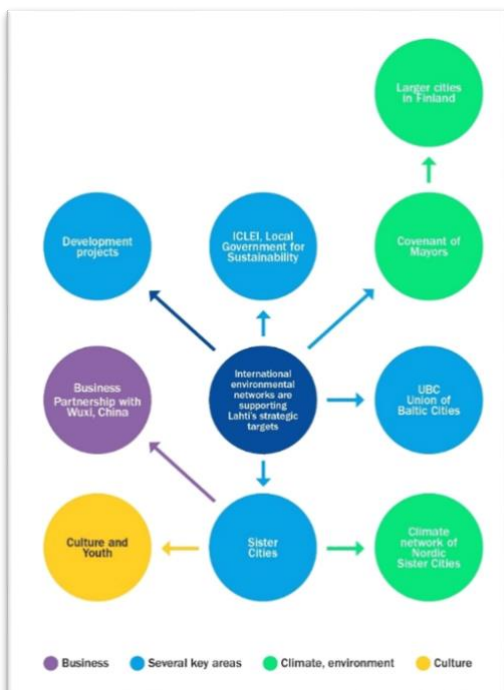 Larger cities
in Finland
Development
projects
ICLEI, Local
Government for
Sustainability
Covenant of
Mayors
Business
Partnership with
Wuxi, China
International
environmental
networks are
supporting
Lahti's strategic
targets
UBC
Union of
Baltic Cities
Culture and
Youth
Sister
Cities
Climate
network of
Nordic
Sister Cities
Business
Several key areas
Climate, environment
Culture